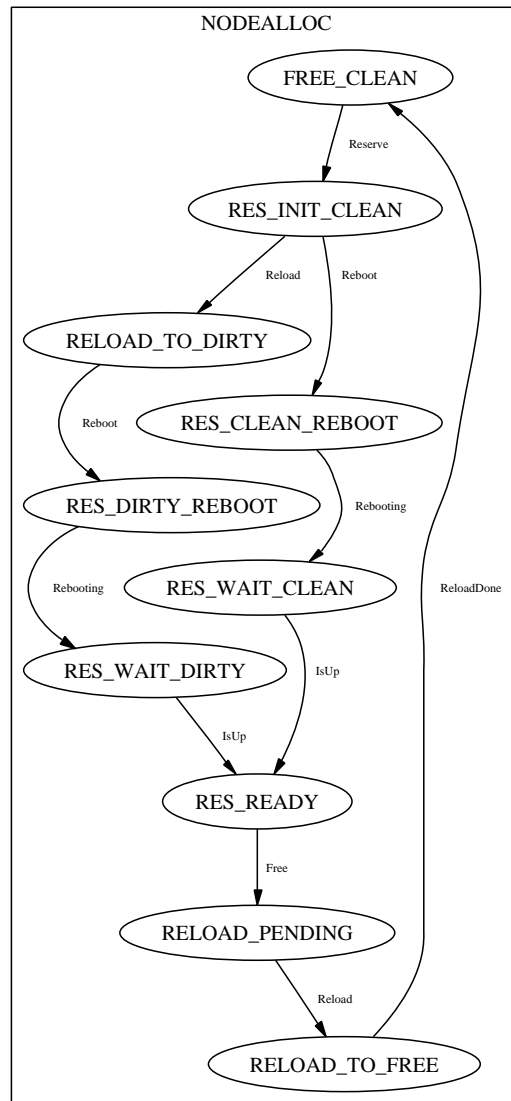 NODEALLOC
FREE_CLEAN
Reserve
RES_INIT_CLEAN
Reload
Reboot
RELOAD_TO_DIRTY
RES_CLEAN_REBOOT
Reboot
RES_DIRTY_REBOOT
Rebooting
RES_WAIT_CLEAN
Rebooting
ReloadDone
RES_WAIT_DIRTY
IsUp
IsUp
RES_READY
Free
RELOAD_PENDING
Reload
RELOAD_TO_FREE